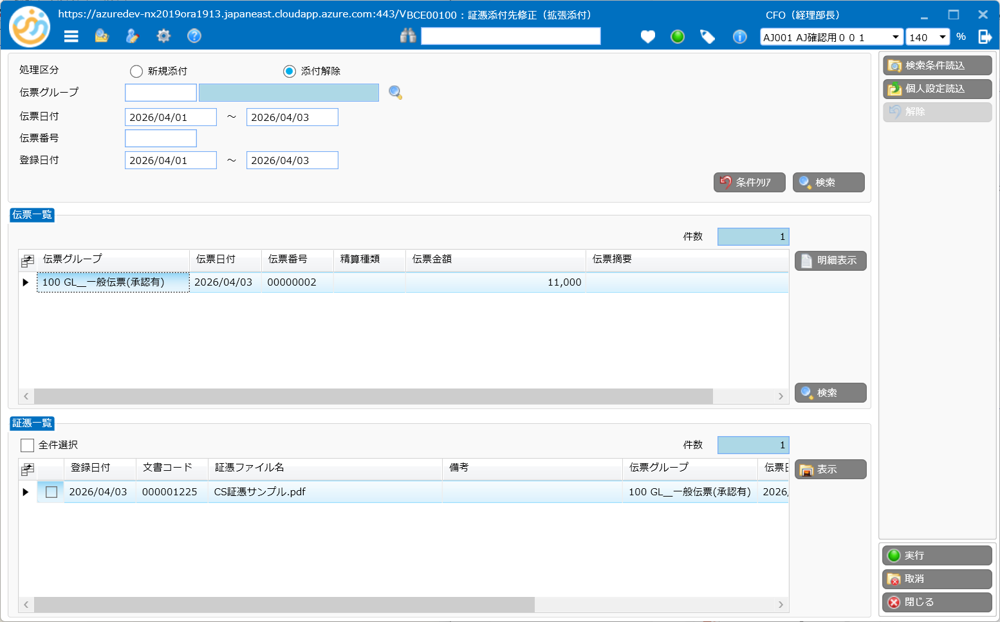 https://azuredev-nx2019ora1913.japaneast.cloudapp.azure.com:443/VBCE00100：証憑添付先修正（拡張添付）
CFO（経理部長）
AJ001 AJ確認用００１
140
%
処理区分
新規添付
添付解除
伝票グループ
伝票日付
2026/04/01
～
2026/04/03
伝票番号
登録日付
2026/04/01
～
2026/04/03
条件ｸﾘｱ
検索
検索条件読込
個人設定読込
解除
伝票一覧
件数
1
伝票グループ 伝票日付 伝票番号 精算種類 伝票金額 伝票摘要
100 GL__一般伝票(承認有) 2026/04/03 00000002 11,000
明細表示
検索
証憑一覧
全件選択
件数
1
登録日付 文書コード 証憑ファイル名 備考 伝票グループ 伝票日
2026/04/03 000001225 CS証憑サンプル.pdf 100 GL__一般伝票(承認有) 2026/
表示
実行
取消
閉じる